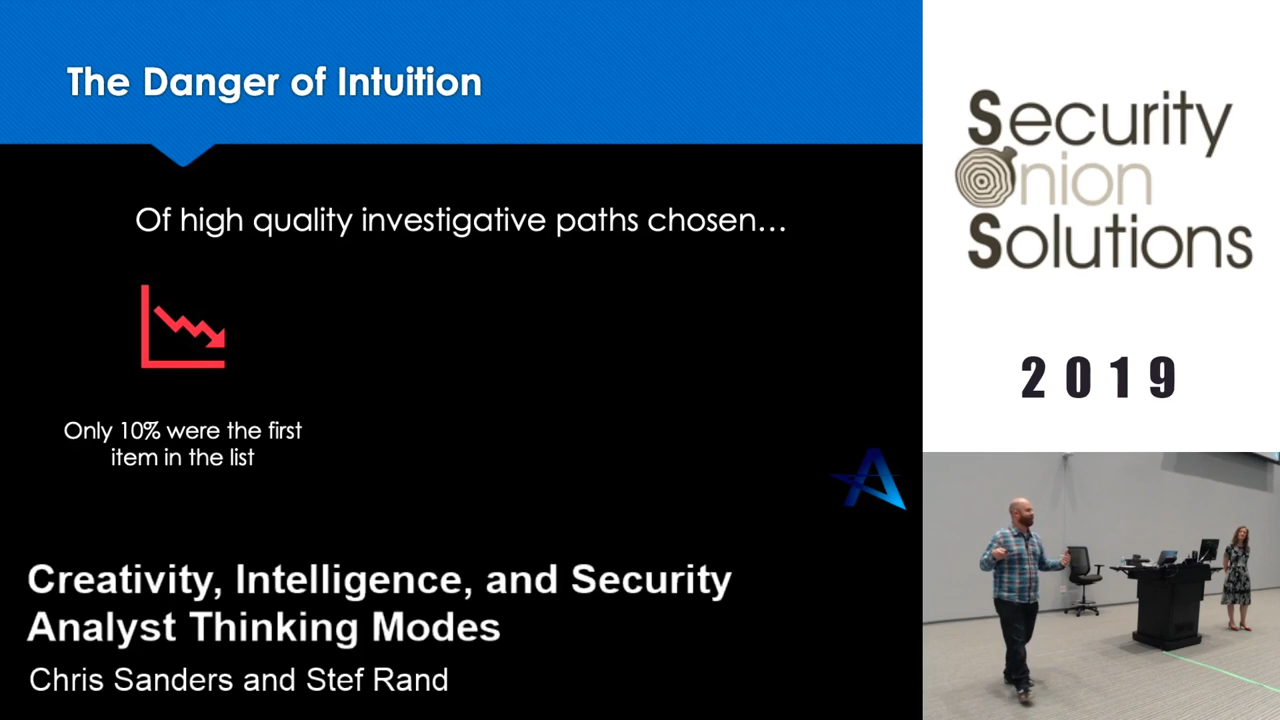 The Danger of Intuition
Of high quality investigative paths chosen…
Only 10% were the first
item in the list
Creativity, Intelligence, and Security
Analyst Thinking Modes
Chris Sanders and Stef Rand
Security
Onion
Solutions
2019